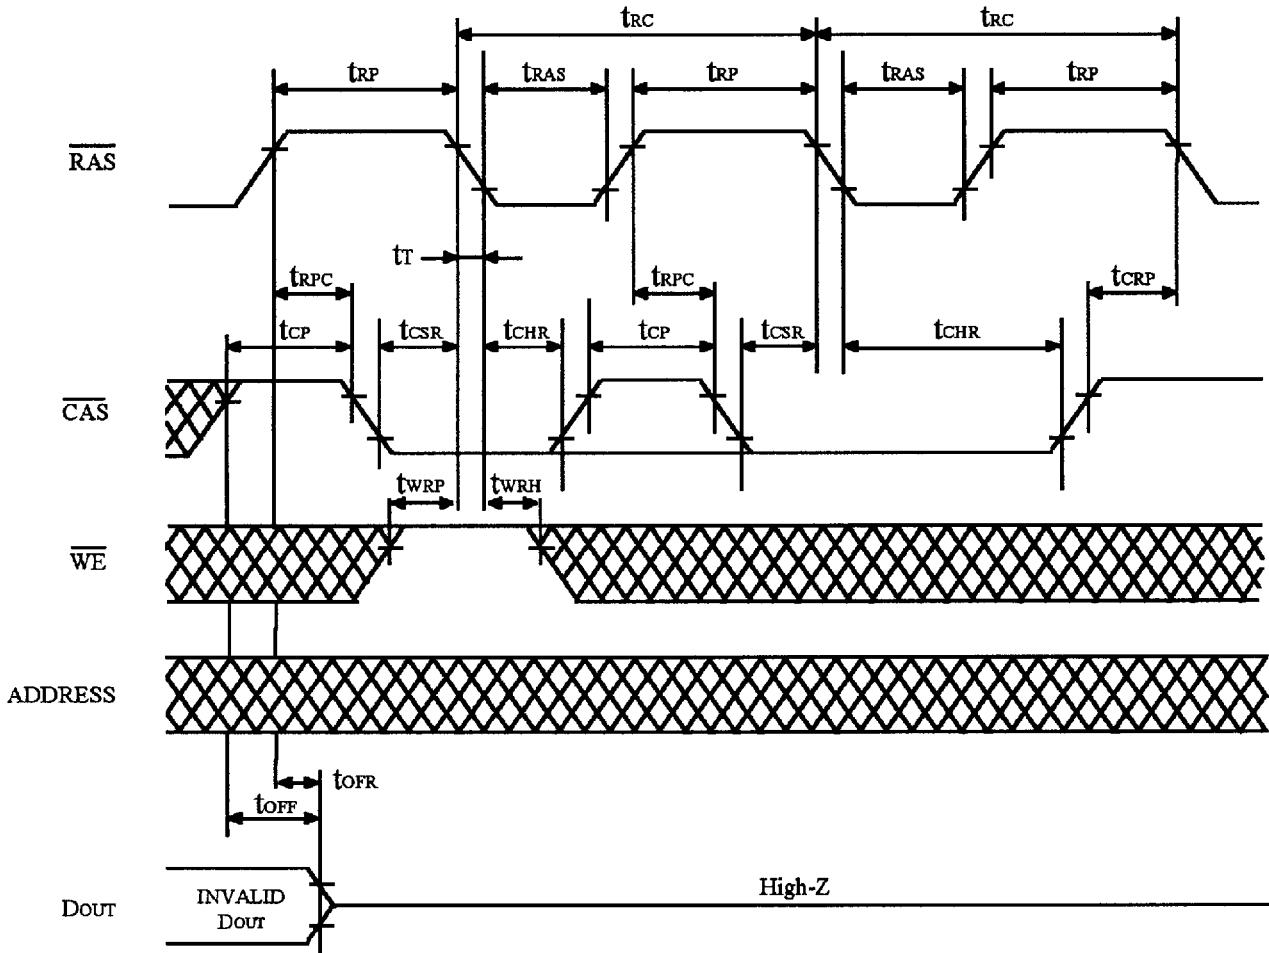 tRC tRC
tRP tRAS tRP tRAS tRP
RAS
tT
tRPC tRPC tCRP
tCP tCSR tCHR tCP tCSR tCHR
CAS
tWRP tWRH
WE
ADDRESS
tOFR
tOFF
DOUT
INVALID
DOUT
High-Z